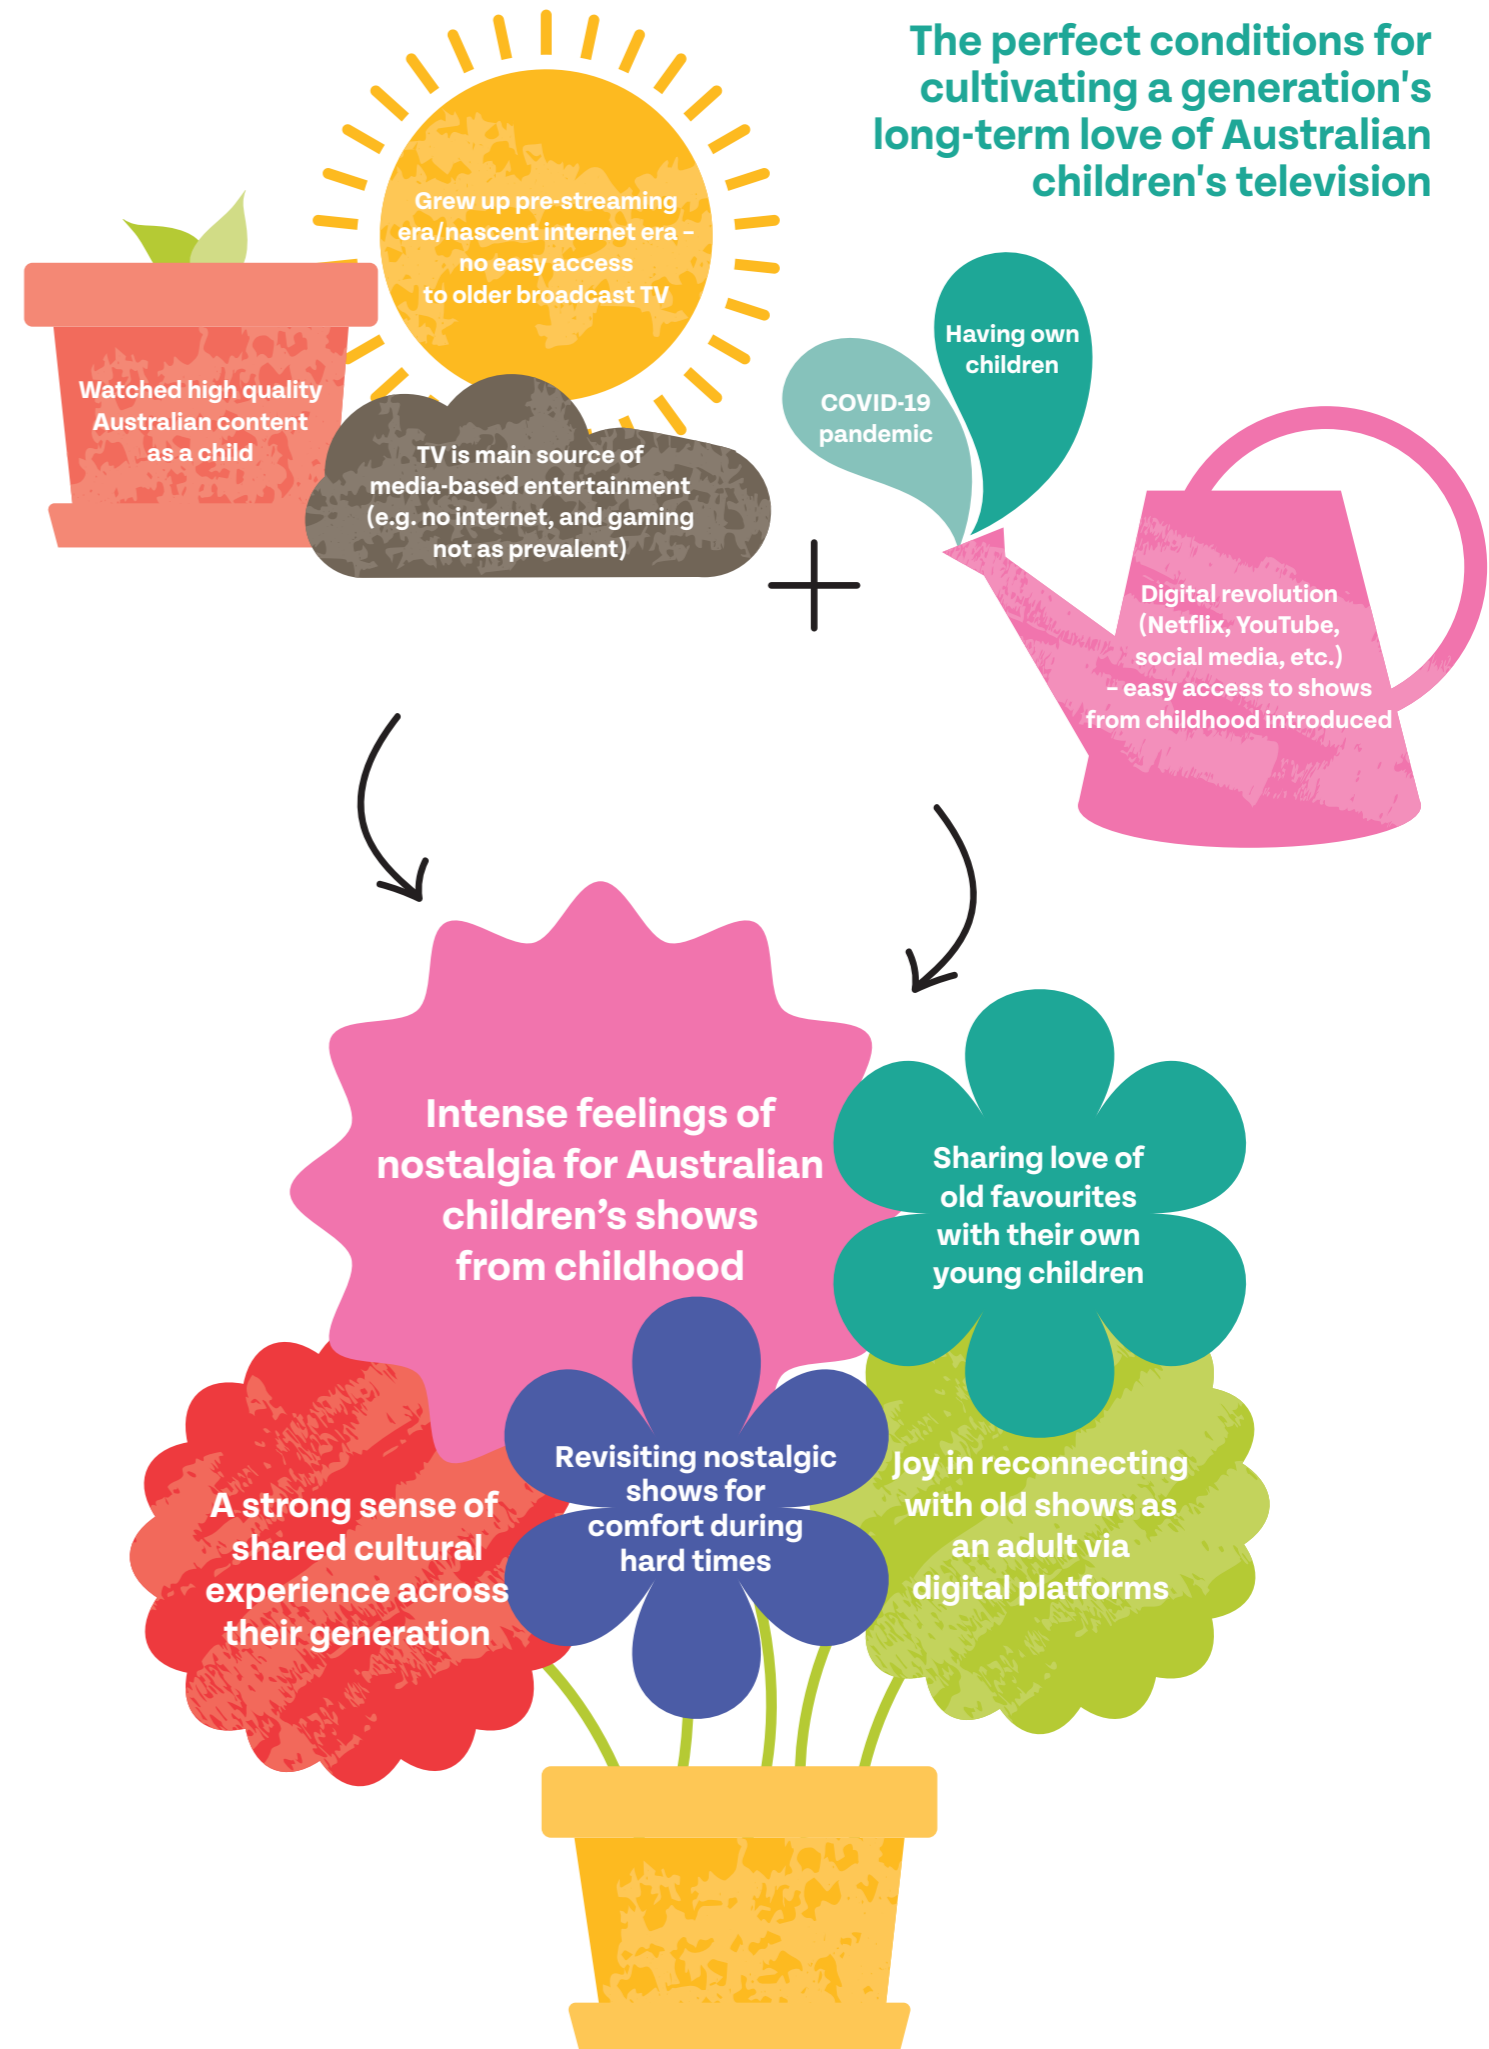 The perfect conditions for
cultivating a generation's
long-term love of Australian
children's television
Grew up pre-streaming
era/nascent internet era –
no easy access
to older broadcast TV
Watched high quality
Australian content
as a child
TV is main source of
media-based entertainment
(e.g. no internet, and gaming
not as prevalent)
Having own
children
COVID-19
pandemic
Digital revolution
(Netflix, YouTube,
social media, etc.)
– easy access to shows
from childhood introduced
Intense feelings of
nostalgia for Australian
children’s shows
from childhood
Sharing love of
old favourites
with their own
young children
A strong sense of
shared cultural
experience across
their generation
Revisiting nostalgic
shows for
comfort during
hard times
Joy in reconnecting
with old shows as
an adult via
digital platforms